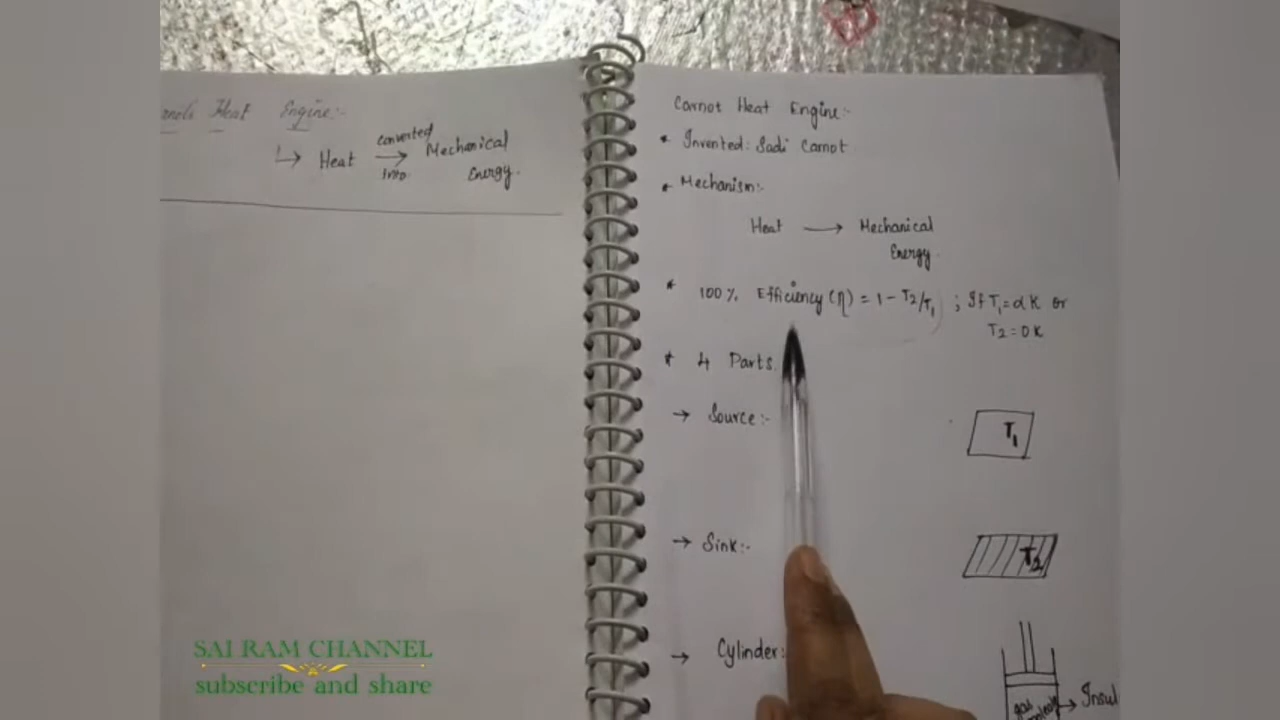 Heat Engine:-
↳ Heat converted into → Mechanical
Energy.
Carnot Heat Engine:-
* Invented: Sadi Carnot
* Mechanism:-
Heat → Mechanical
Energy.
* 100% Efficiency (η) = 1 - T2/T1 ; If T1 = α K or
T2 = 0 K
* 4 Parts.
→ Source:-
T1
→ Sink:-
T2
→ Cylinder:
gas
→ Insul
SAI RAM CHANNEL
subscribe and share